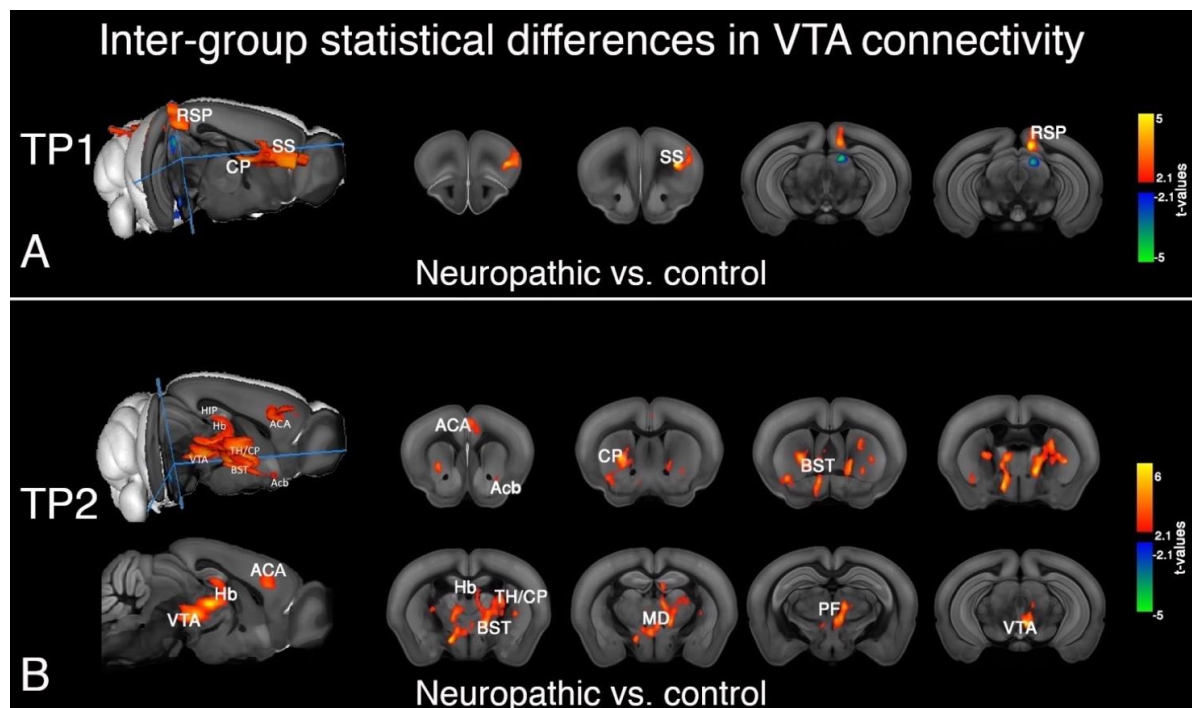 Inter-group statistical differences in VTA connectivity
TP1
RSP
SS
CP
SS
RSP
5
2.1
-2.1
-5
t-values
A
Neuropathic vs. control
TP2
HIP
Hb
ACA
VTA
TH/CP
BST
Acb
ACA
Acb
CP
BST
6
2.1
-2.1
-5
t-values
ACA
Hb
VTA
Hb
TH/CP
BST
MD
PF
VTA
B
Neuropathic vs. control